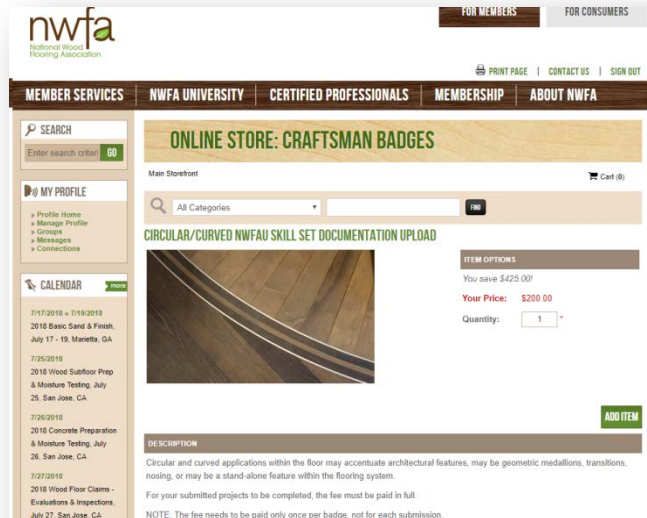 nwfa
National Wood
Flooring Association
FOR MEMBERS
FOR CONSUMERS
PRINT PAGE | CONTACT US | SIGN OUT
MEMBER SERVICES
NWFA UNIVERSITY
CERTIFIED PROFESSIONALS
MEMBERSHIP
ABOUT NWFA
SEARCH
Enter search criteri GO
MY PROFILE
» Profile Home
» Manage Profile
» Groups
» Messages
» Connections
CALENDAR more
7/17/2018 » 7/19/2018
2018 Basic Sand & Finish,
July 17 - 19, Marietta, GA
7/25/2018
2018 Wood Subfloor Prep
& Moisture Testing, July
25, San Jose, CA
7/26/2018
2018 Concrete Preparation
& Moisture Testing, July
26, San Jose, CA
7/27/2018
2018 Wood Floor Claims -
Evaluations & Inspections,
July 27, San Jose, CA
ONLINE STORE: CRAFTSMAN BADGES
Main Storefront
Cart (0)
All Categories
FIND
CIRCULAR/CURVED NWFAU SKILL SET DOCUMENTATION UPLOAD
ITEM OPTIONS
You save $425.00!
Your Price: $200.00
Quantity: 1 *
ADD ITEM
DESCRIPTION
Circular and curved applications within the floor may accentuate architectural features, may be geometric medallions, transitions,
nosing, or may be a stand-alone feature within the flooring system.
For your submitted projects to be completed, the fee must be paid in full.
NOTE: The fee needs to be paid only once per badge, not for each submission.